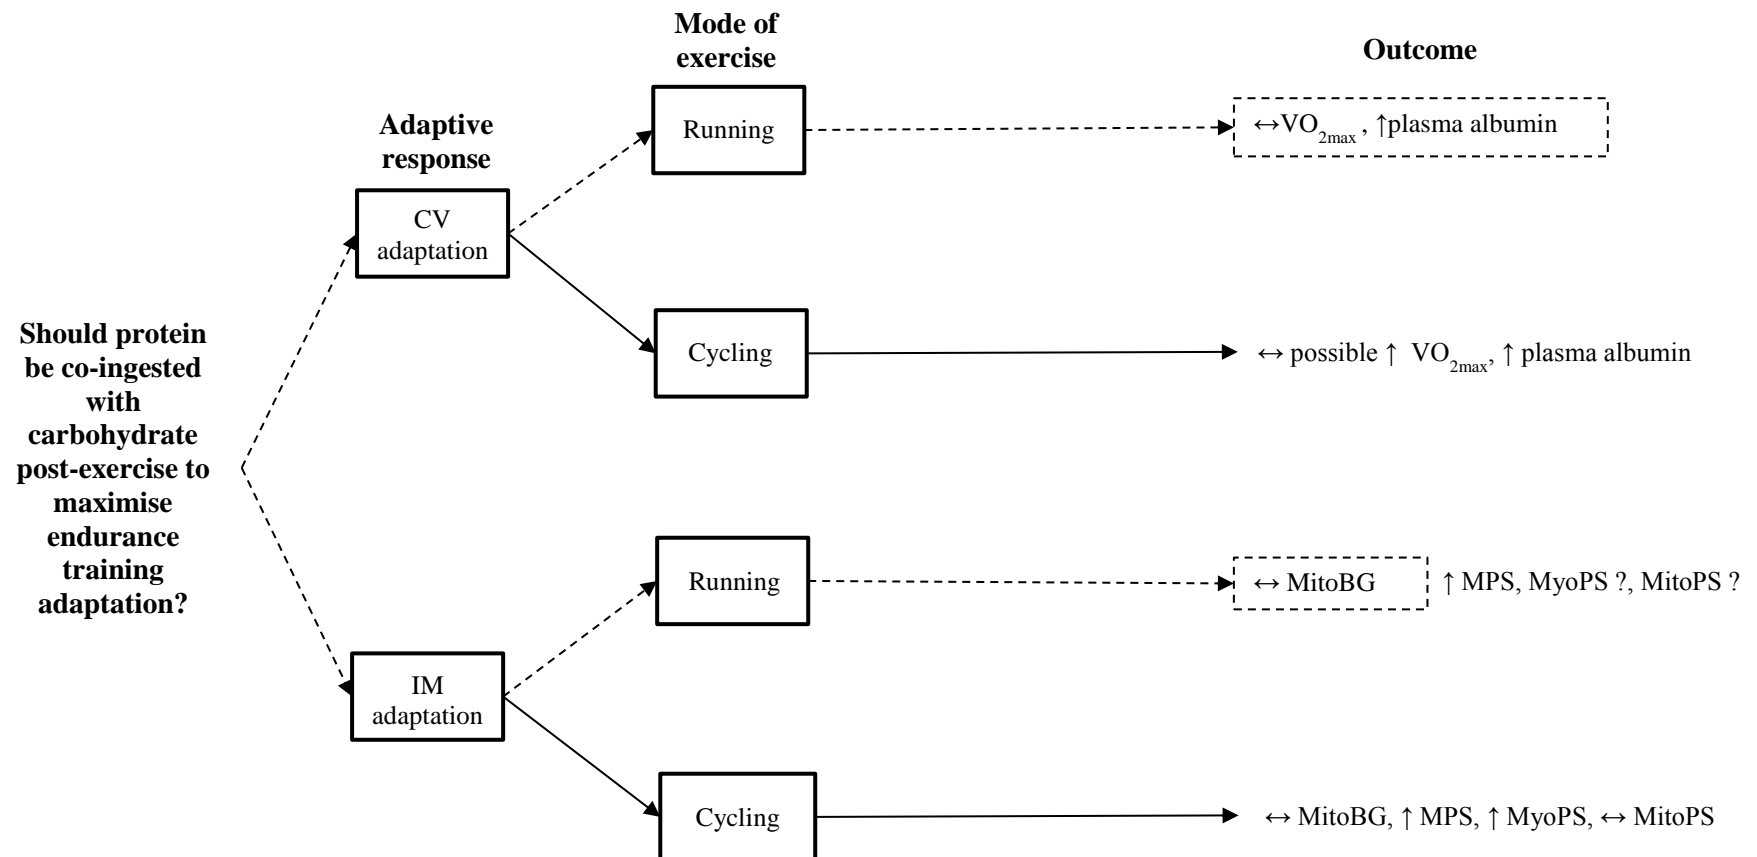 Mode of
exercise
Outcome
Adaptive
response
Running
↔VO2max , ↑plasma albumin
CV
adaptation
Cycling
↔ possible ↑ VO2max, ↑ plasma albumin
Should protein
be co-ingested
with
carbohydrate
post-exercise to
maximise
endurance
training
adaptation?
Running
↔ MitoBG
↑ MPS, MyoPS ?, MitoPS ?
IM
adaptation
Cycling
↔ MitoBG, ↑ MPS, ↑ MyoPS, ↔ MitoPS